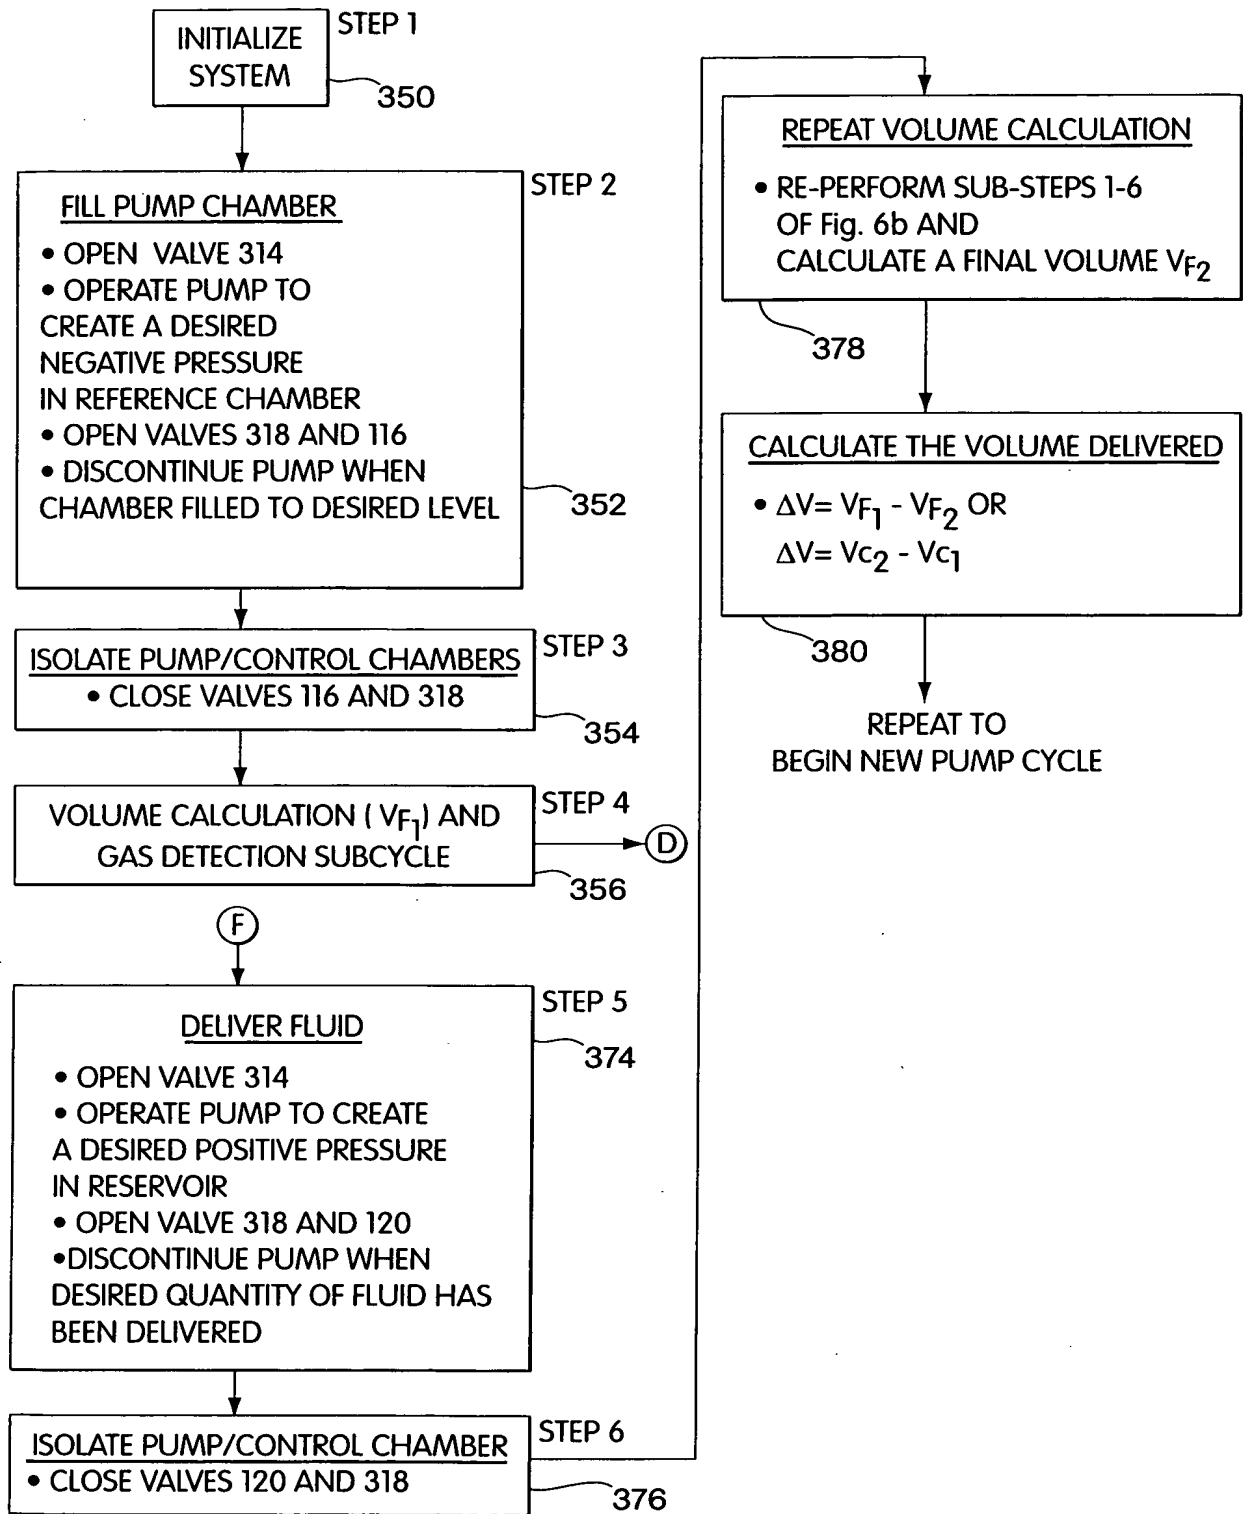 INITIALIZE
SYSTEM
STEP 1
350
FILL PUMP CHAMBER
STEP 2
• OPEN VALVE 314
• OPERATE PUMP TO
CREATE A DESIRED
NEGATIVE PRESSURE
IN REFERENCE CHAMBER
• OPEN VALVES 318 AND 116
• DISCONTINUE PUMP WHEN
CHAMBER FILLED TO DESIRED LEVEL
352
ISOLATE PUMP/CONTROL CHAMBERS
STEP 3
• CLOSE VALVES 116 AND 318
354
VOLUME CALCULATION ( VF1) AND
GAS DETECTION SUBCYCLE
STEP 4
D
356
F
DELIVER FLUID
STEP 5
374
• OPEN VALVE 314
• OPERATE PUMP TO CREATE
A DESIRED POSITIVE PRESSURE
IN RESERVOIR
• OPEN VALVE 318 AND 120
•DISCONTINUE PUMP WHEN
DESIRED QUANTITY OF FLUID HAS
BEEN DELIVERED
ISOLATE PUMP/CONTROL CHAMBER
STEP 6
• CLOSE VALVES 120 AND 318
376
REPEAT VOLUME CALCULATION
• RE-PERFORM SUB-STEPS 1-6
OF Fig. 6b AND
CALCULATE A FINAL VOLUME VF2
378
CALCULATE THE VOLUME DELIVERED
• ΔV= VF1 - VF2 OR
ΔV= Vc2 - Vc1
380
REPEAT TO
BEGIN NEW PUMP CYCLE